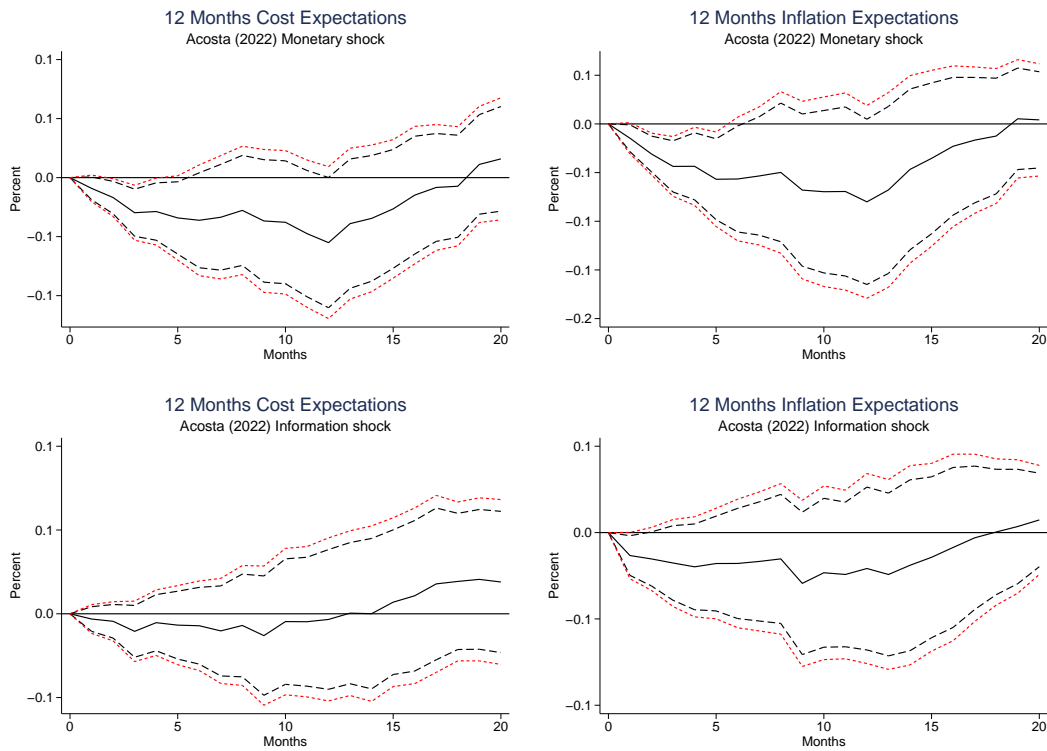 12 Months Cost Expectations
Acosta (2022) Monetary shock
0.1
0.1
0.0
−0.1
−0.1
Percent
0
5
10
15
20
Months
12 Months Inflation Expectations
Acosta (2022) Monetary shock
0.1
0.0
−0.1
−0.1
−0.1
−0.2
Percent
0
5
10
15
20
Months
12 Months Cost Expectations
Acosta (2022) Information shock
0.1
0.1
0.0
−0.1
Percent
0
5
10
15
20
Months
12 Months Inflation Expectations
Acosta (2022) Information shock
0.1
0.1
0.0
−0.1
−0.1
Percent
0
5
10
15
20
Months